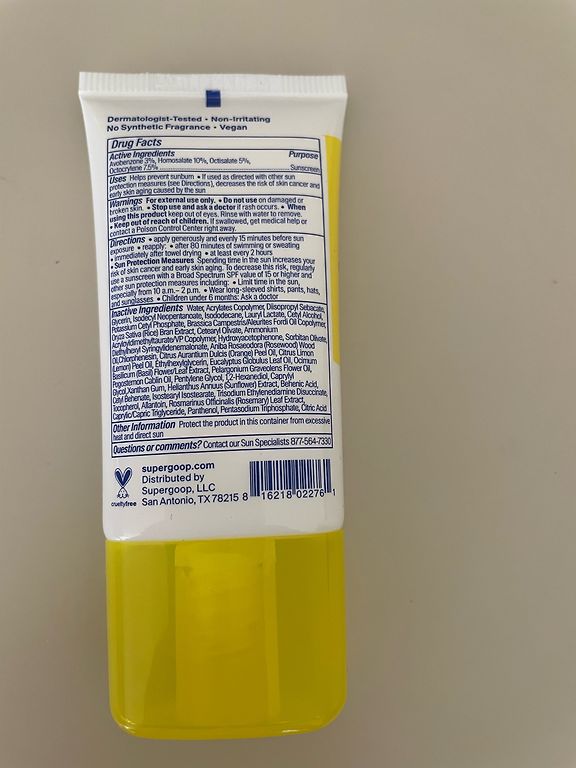 Dermatologist-Tested • Non-Irritating
No Synthetic Fragrance • Vegan
Drug Facts
Active Ingredients Purpose
Avobenzone 3%, Homosalate 10%, Octisalate 5%,
Octocrylene 7.5% Sunscreen
Uses Helps prevent sunburn • If used as directed with other sun
protection measures (see Directions), decreases the risk of skin cancer and
early skin aging caused by the sun
Warnings For external use only. • Do not use on damaged or
broken skin. • Stop use and ask a doctor if rash occurs. • When
using this product keep out of eyes. Rinse with water to remove.
• Keep out of reach of children. If swallowed, get medical help or
contact a Poison Control Center right away.
Directions • apply generously and evenly 15 minutes before sun
exposure • reapply: • after 80 minutes of swimming or sweating
• immediately after towel drying • at least every 2 hours
• Sun Protection Measures Spending time in the sun increases your
risk of skin cancer and early skin aging. To decrease this risk, regularly
use a sunscreen with a Broad Spectrum SPF value of 15 or higher and
other sun protection measures including: • Limit time in the sun,
especially from 10 a.m.– 2 p.m. • Wear long-sleeved shirts, pants, hats,
and sunglasses • Children under 6 months: Ask a doctor
Inactive Ingredients Water, Acrylates Copolymer, Diisopropyl Sebacate,
Glycerin, Isodecyl Neopentanoate, Isododecane, Lauryl Lactate, Cetyl Alcohol,
Potassium Cetyl Phosphate, Brassica Campestris/Aleurites Fordi Oil Copolymer,
Oryza Sativa (Rice) Bran Extract, Cetearyl Olivate, Ammonium
Acryloyldimethyltaurate/VP Copolymer, Hydroxyacetophenone, Sorbitan Olivate,
Diethylhexyl Syringylidenemalonate, Aniba Rosaeodora (Rosewood) Wood
Oil,Chlorphenesin, Citrus Aurantium Dulcis (Orange) Peel Oil, Citrus Limon
(Lemon) Peel Oil, Ethylhexylglycerin, Eucalyptus Globulus Leaf Oil, Ocimum
Basilicum (Basil) Flower/Leaf Extract, Pelargonium Graveolens Flower Oil,
Pogostemon Cablin Oil, Pentylene Glycol, 1,2-Hexanediol, Caprylyl
Glycol,Xanthan Gum, Helianthus Annuus (Sunflower) Extract, Behenic Acid,
Cetyl Behenate, Isostearyl Isostearate, Trisodium Ethylenediamine Disuccinate,
Tocopherol, Allantoin, Rosmarinus Officinalis (Rosemary) Leaf Extract,
Caprylic/Capric Triglyceride, Panthenol, Pentasodium Triphosphate, Citric Acid
Other Information Protect the product in this container from excessive
heat and direct sun
Questions or comments? Contact our Sun Specialists 877-564-7330
crueltyfree
supergoop.com
Distributed by
Supergoop, LLC
San Antonio, TX 78215
8 16218 02276 1